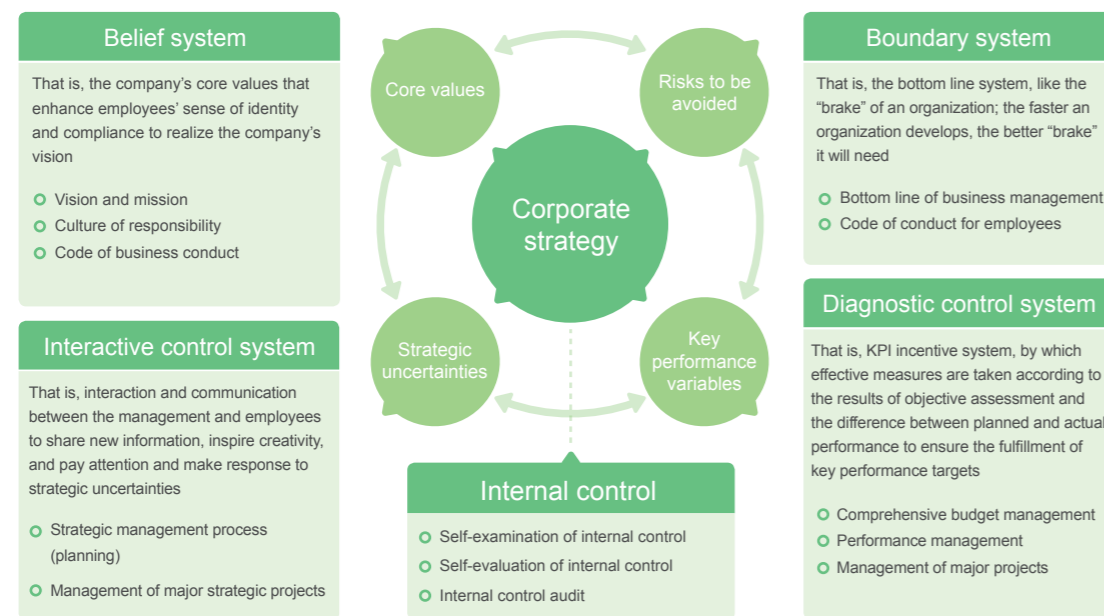 Belief system
That is, the company's core values that
enhance employees' sense of identity
and compliance to realize the company's
vision
Vision and mission
Culture of responsibility
Code of business conduct
Interactive control system
That is, interaction and communication
between the management and employees
to share new information, inspire creativity,
and pay attention and make response to
strategic uncertainties
Strategic management process
(planning)
Management of major strategic projects
Core values
Risks to be
avoided
Corporate
strategy
Strategic
uncertainties
Key
performance
variables
Internal control
Self-examination of internal control
Self-evaluation of internal control
Internal control audit
Boundary system
That is, the bottom line system, like the
“brake” of an organization; the faster an
organization develops, the better “brake”
it will need
Bottom line of business management
Code of conduct for employees
Diagnostic control system
That is, KPI incentive system, by which
effective measures are taken according to
the results of objective assessment and
the difference between planned and actual
performance to ensure the fulfillment of
key performance targets
Comprehensive budget management
Performance management
Management of major projects